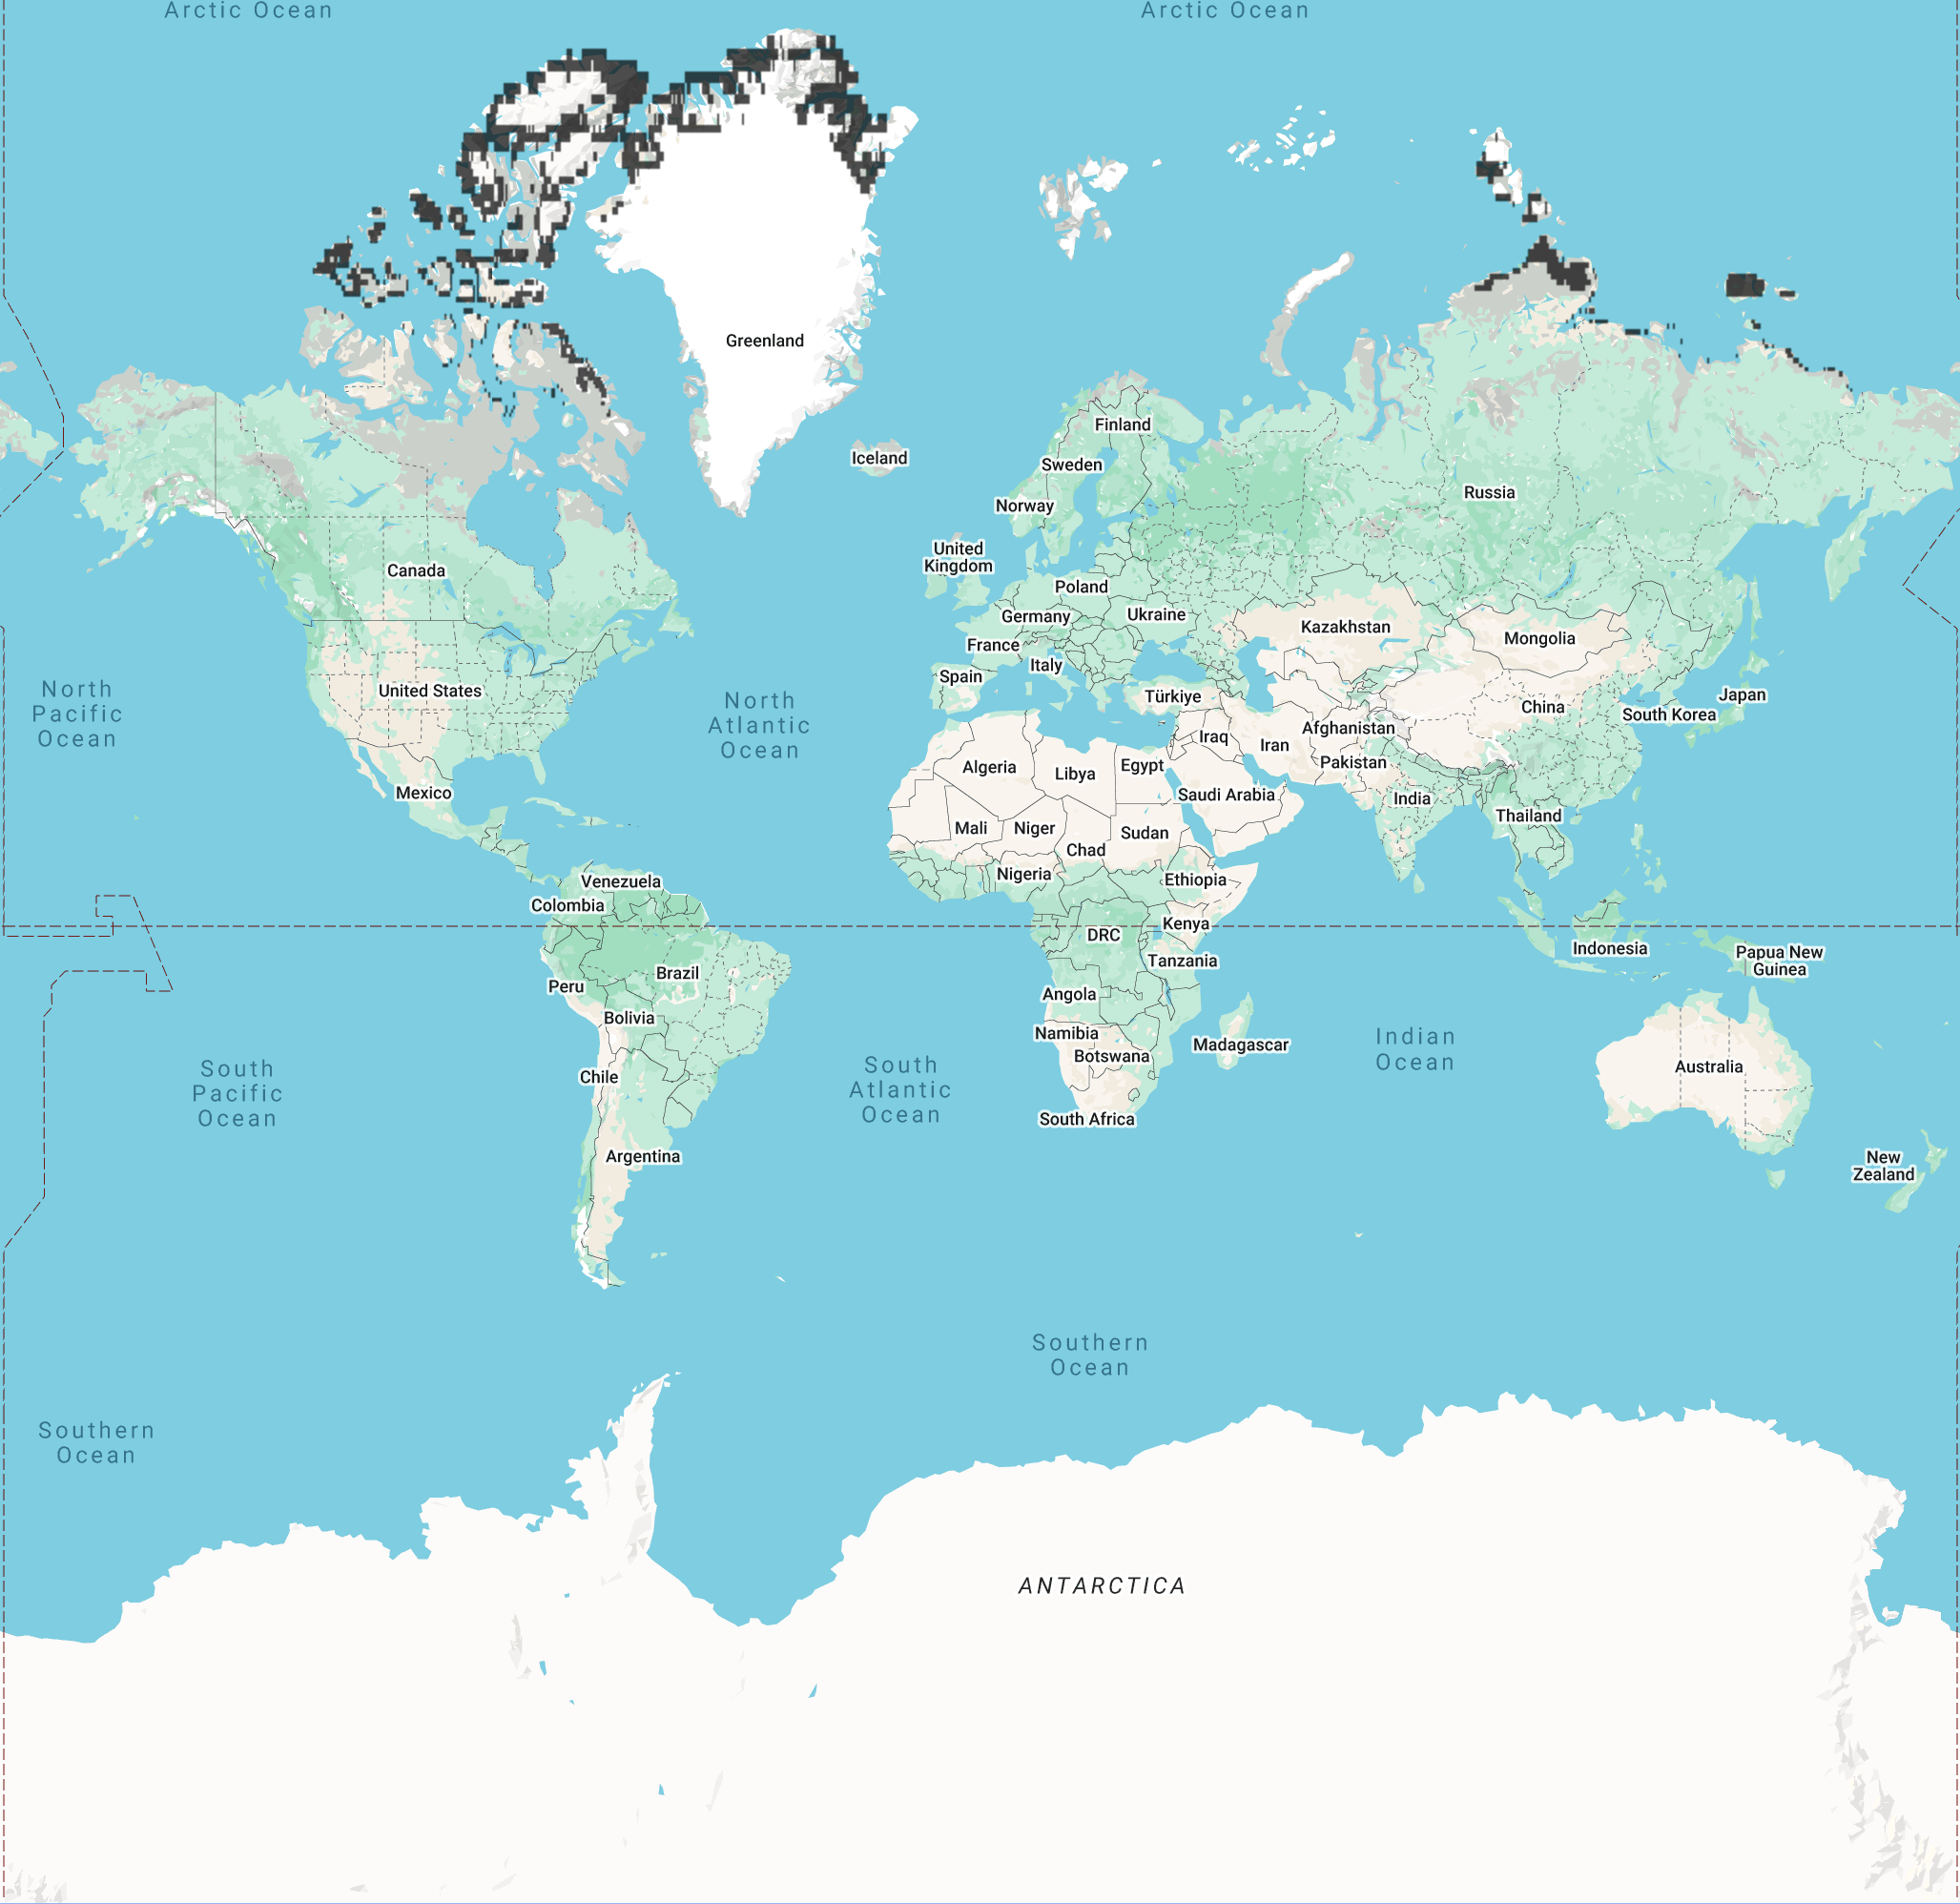 Arctic Ocean
Arctic Ocean
Greenland
Finland
Iceland
Sweden
Russia
Norway
United
Kingdom
Canada
Poland
Germany
Ukraine
Kazakhstan
Mongolia
France
Italy
Spain
United States
North
Pacific
Ocean
North
Atlantic
Ocean
Türkiye
Japan
China
South Korea
Afghanistan
Iraq
Iran
Algeria
Libya
Egypt
Pakistan
Mexico
Saudi Arabia
India
Thailand
Mali
Niger
Sudan
Chad
Venezuela
Nigeria
Ethiopia
Colombia
Kenya
DRC
Indonesia
Papua New
Guinea
Tanzania
Brazil
Peru
Angola
Bolivia
Namibia
Madagascar
Botswana
Indian
Ocean
Australia
Chile
South
Pacific
Ocean
South
Atlantic
Ocean
South Africa
Argentina
New
Zealand
Southern
Ocean
Southern
Ocean
ANTARCTICA